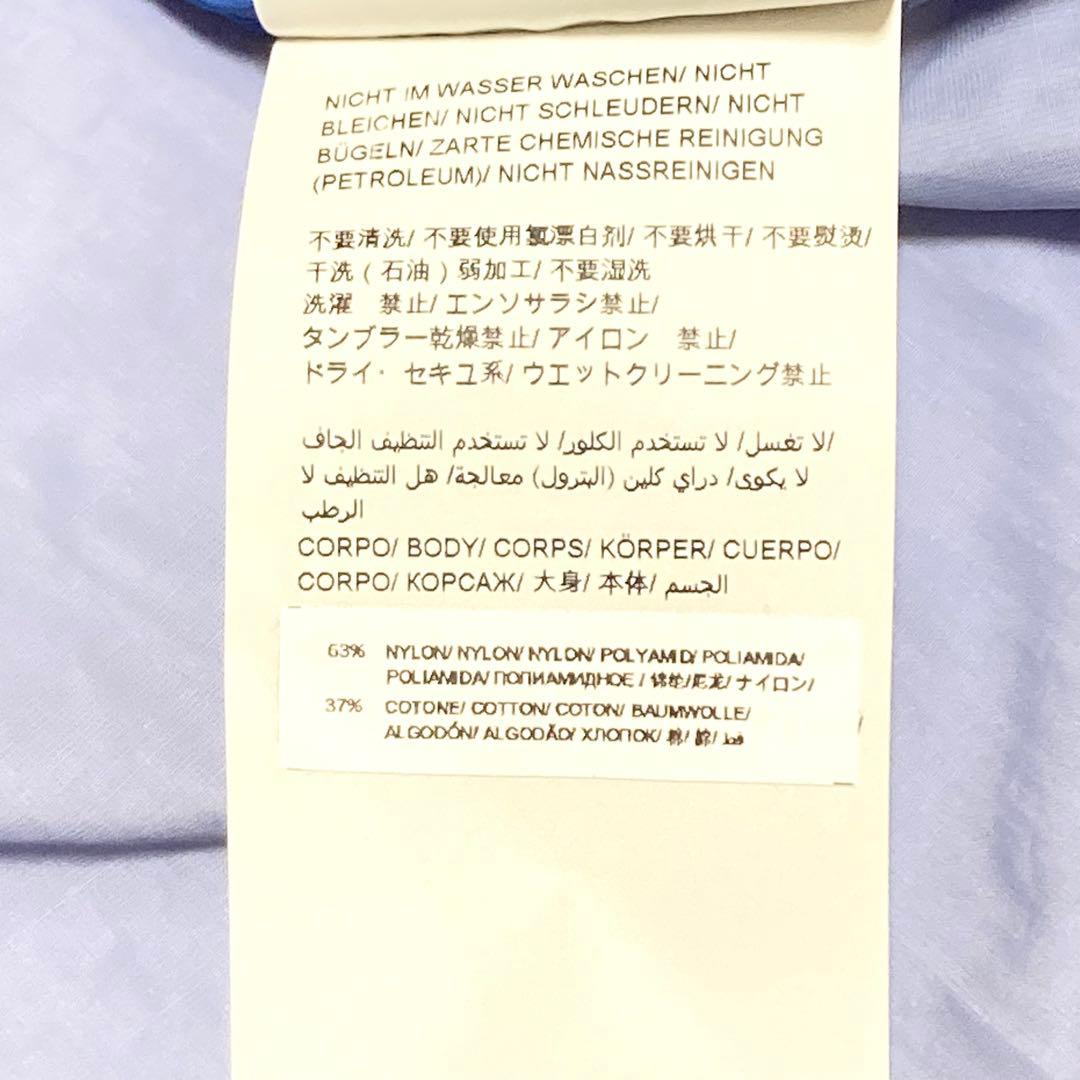 NICHT IM WASSER WASCHEN/ NICHT
BLEICHEN/ NICHT SCHLEUDERN/ NICHT
BÜGELN/ ZARTE CHEMISCHE REINIGUNG
(PETROLEUM)/ NICHT NASSREINIGEN
不要清洗/ 不要使用氯漂白剂/ 不要烘干/ 不要熨烫/
干洗 ( 石油 ) 弱加工/ 不要湿洗
洗濯　禁止/ エンソサラシ禁止/
タンブラー乾燥禁止/ アイロン　禁止/
ドライ・セキユ系/ ウエットクリーニング禁止
لا تغسل/ لا تستخدم الكلور/ لا تستخدم التنظيف الجاف/
لا يكوى/ دراي كلين (البترول) معالجة/ هل التنظيف لا
الرطب
CORPO/ BODY/ CORPS/ KÖRPER/ CUERPO/
CORPO/ КОРСАЖ/ 大身/ 本体/ الجسم
63% NYLON/ NYLON/ NYLON/ POLYAMID/ POLIAMIDA/
POLIAMIDA/ ПОЛИАМИДНОЕ / 锦纶/尼龙/ ナイロン/
37% COTONE/ COTTON/ COTON/ BAUMWOLLE/
ALGODÓN/ ALGODÃO/ ХЛОПОК/ 棉/ 綿/ قط